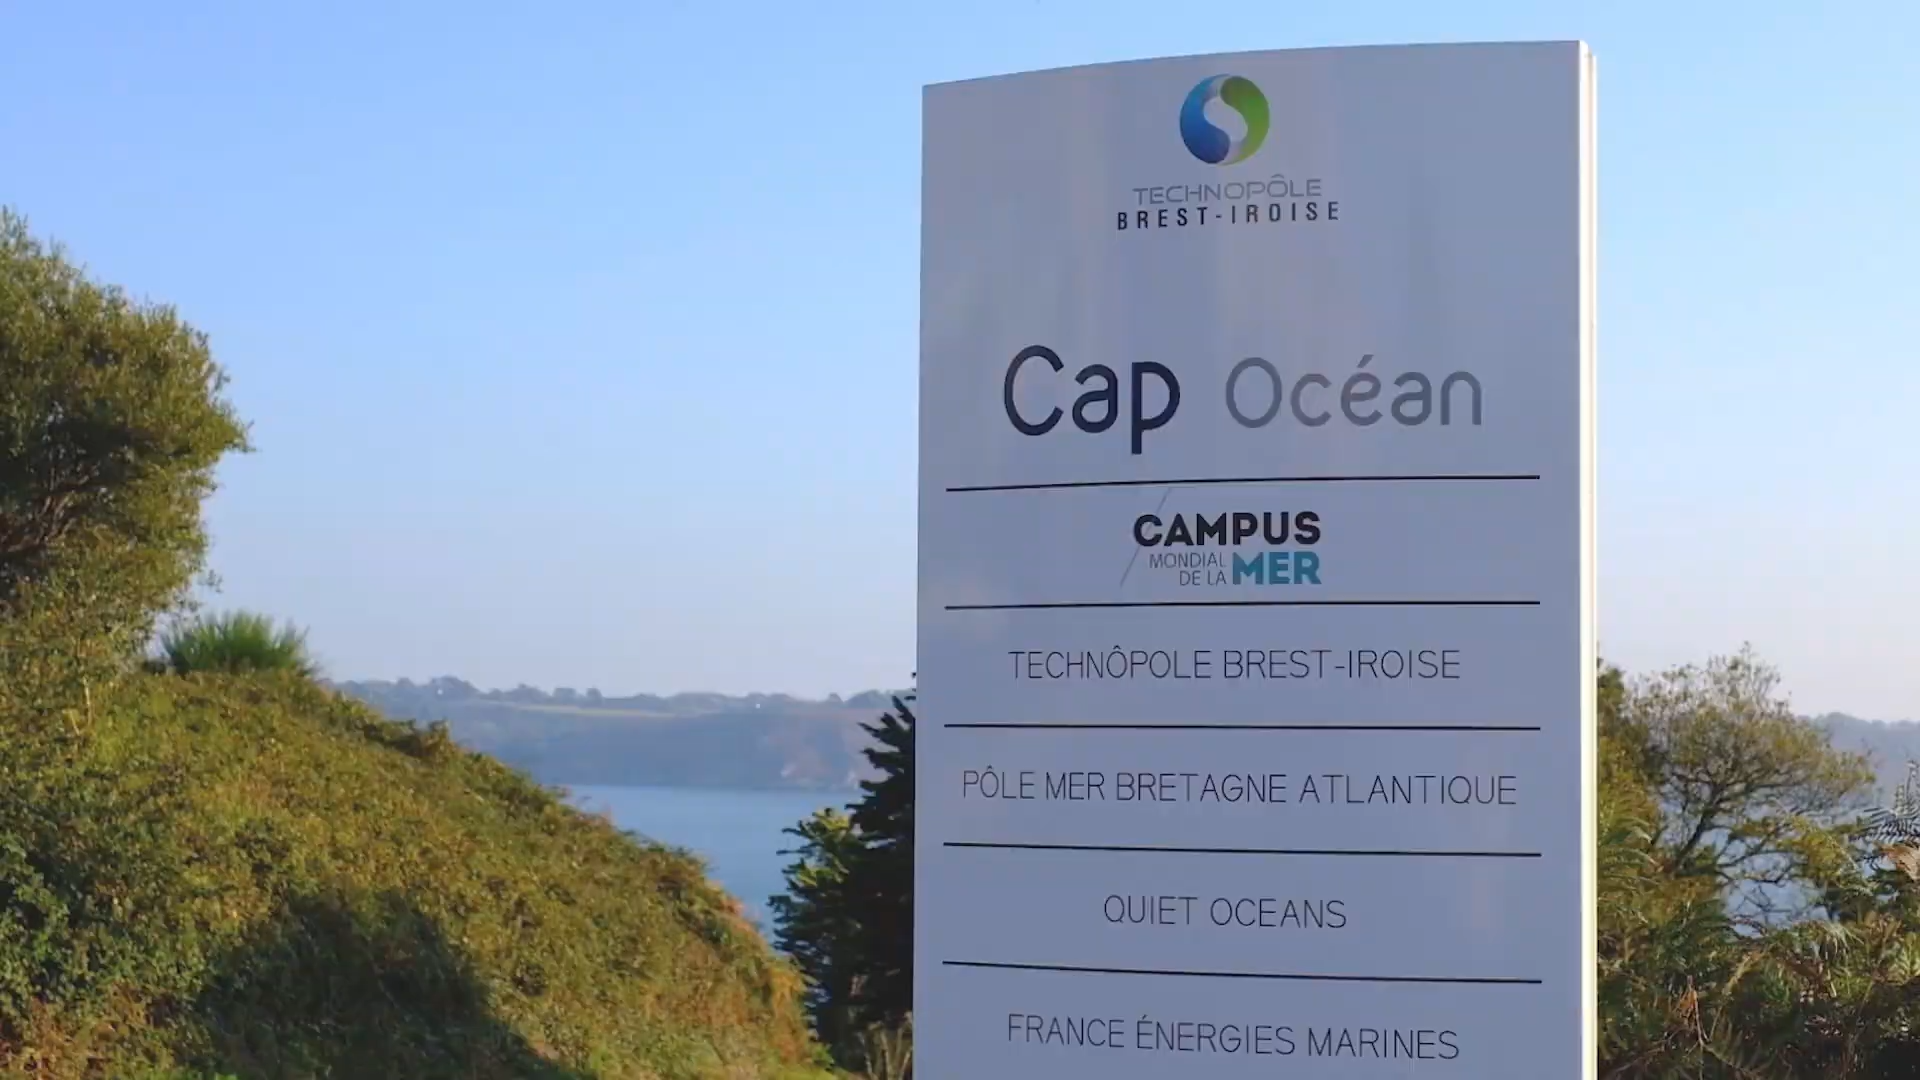 TECHNOPÔLE
BREST-IROISE
Cap Océan
CAMPUS
MONDIAL
DE LA MER
TECHNÔPOLE BREST-IROISE
PÔLE MER BRETAGNE ATLANTIQUE
QUIET OCEANS
FRANCE ÉNERGIES MARINES